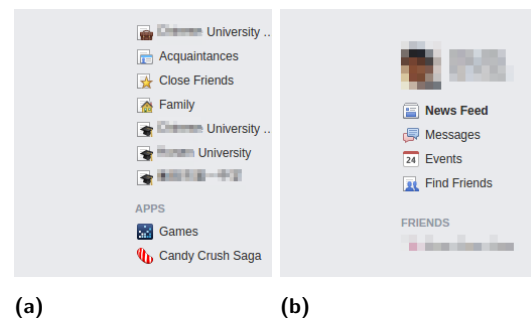 University ..
Acquaintances
Close Friends
Family
University ..
University
APPS
Games
Candy Crush Saga
(a)
News Feed
Messages
24 Events
Find Friends
FRIENDS
(b)